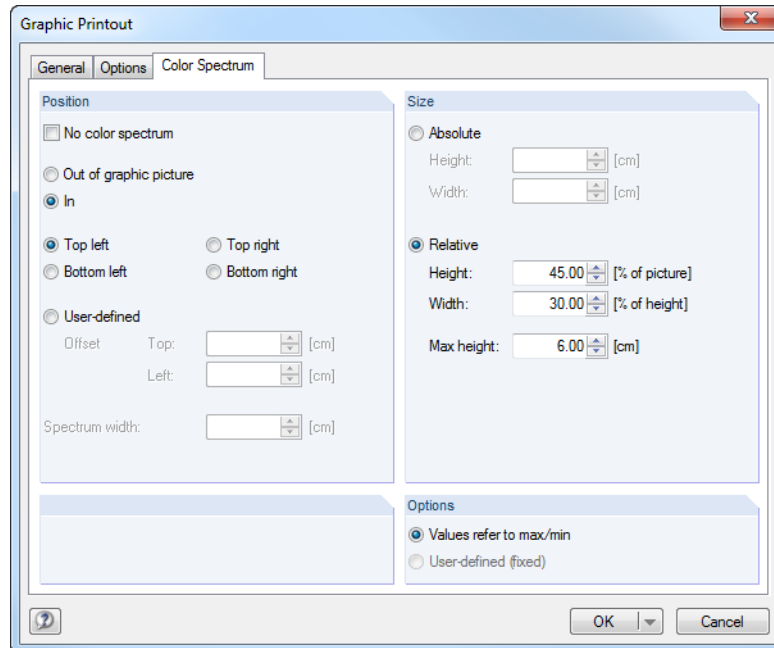 Graphic Printout
General Options Color Spectrum
Position
No color spectrum
Out of graphic picture
In
Top left Top right
Bottom left Bottom right
User-defined
Offset Top: [cm]
Left: [cm]
Spectrum width: [cm]
Size
Absolute
Height: [cm]
Width: [cm]
Relative
Height: 45.00 [% of picture]
Width: 30.00 [% of height]
Max height: 6.00 [cm]
Options
Values refer to max/min
User-defined (fixed)
OK Cancel